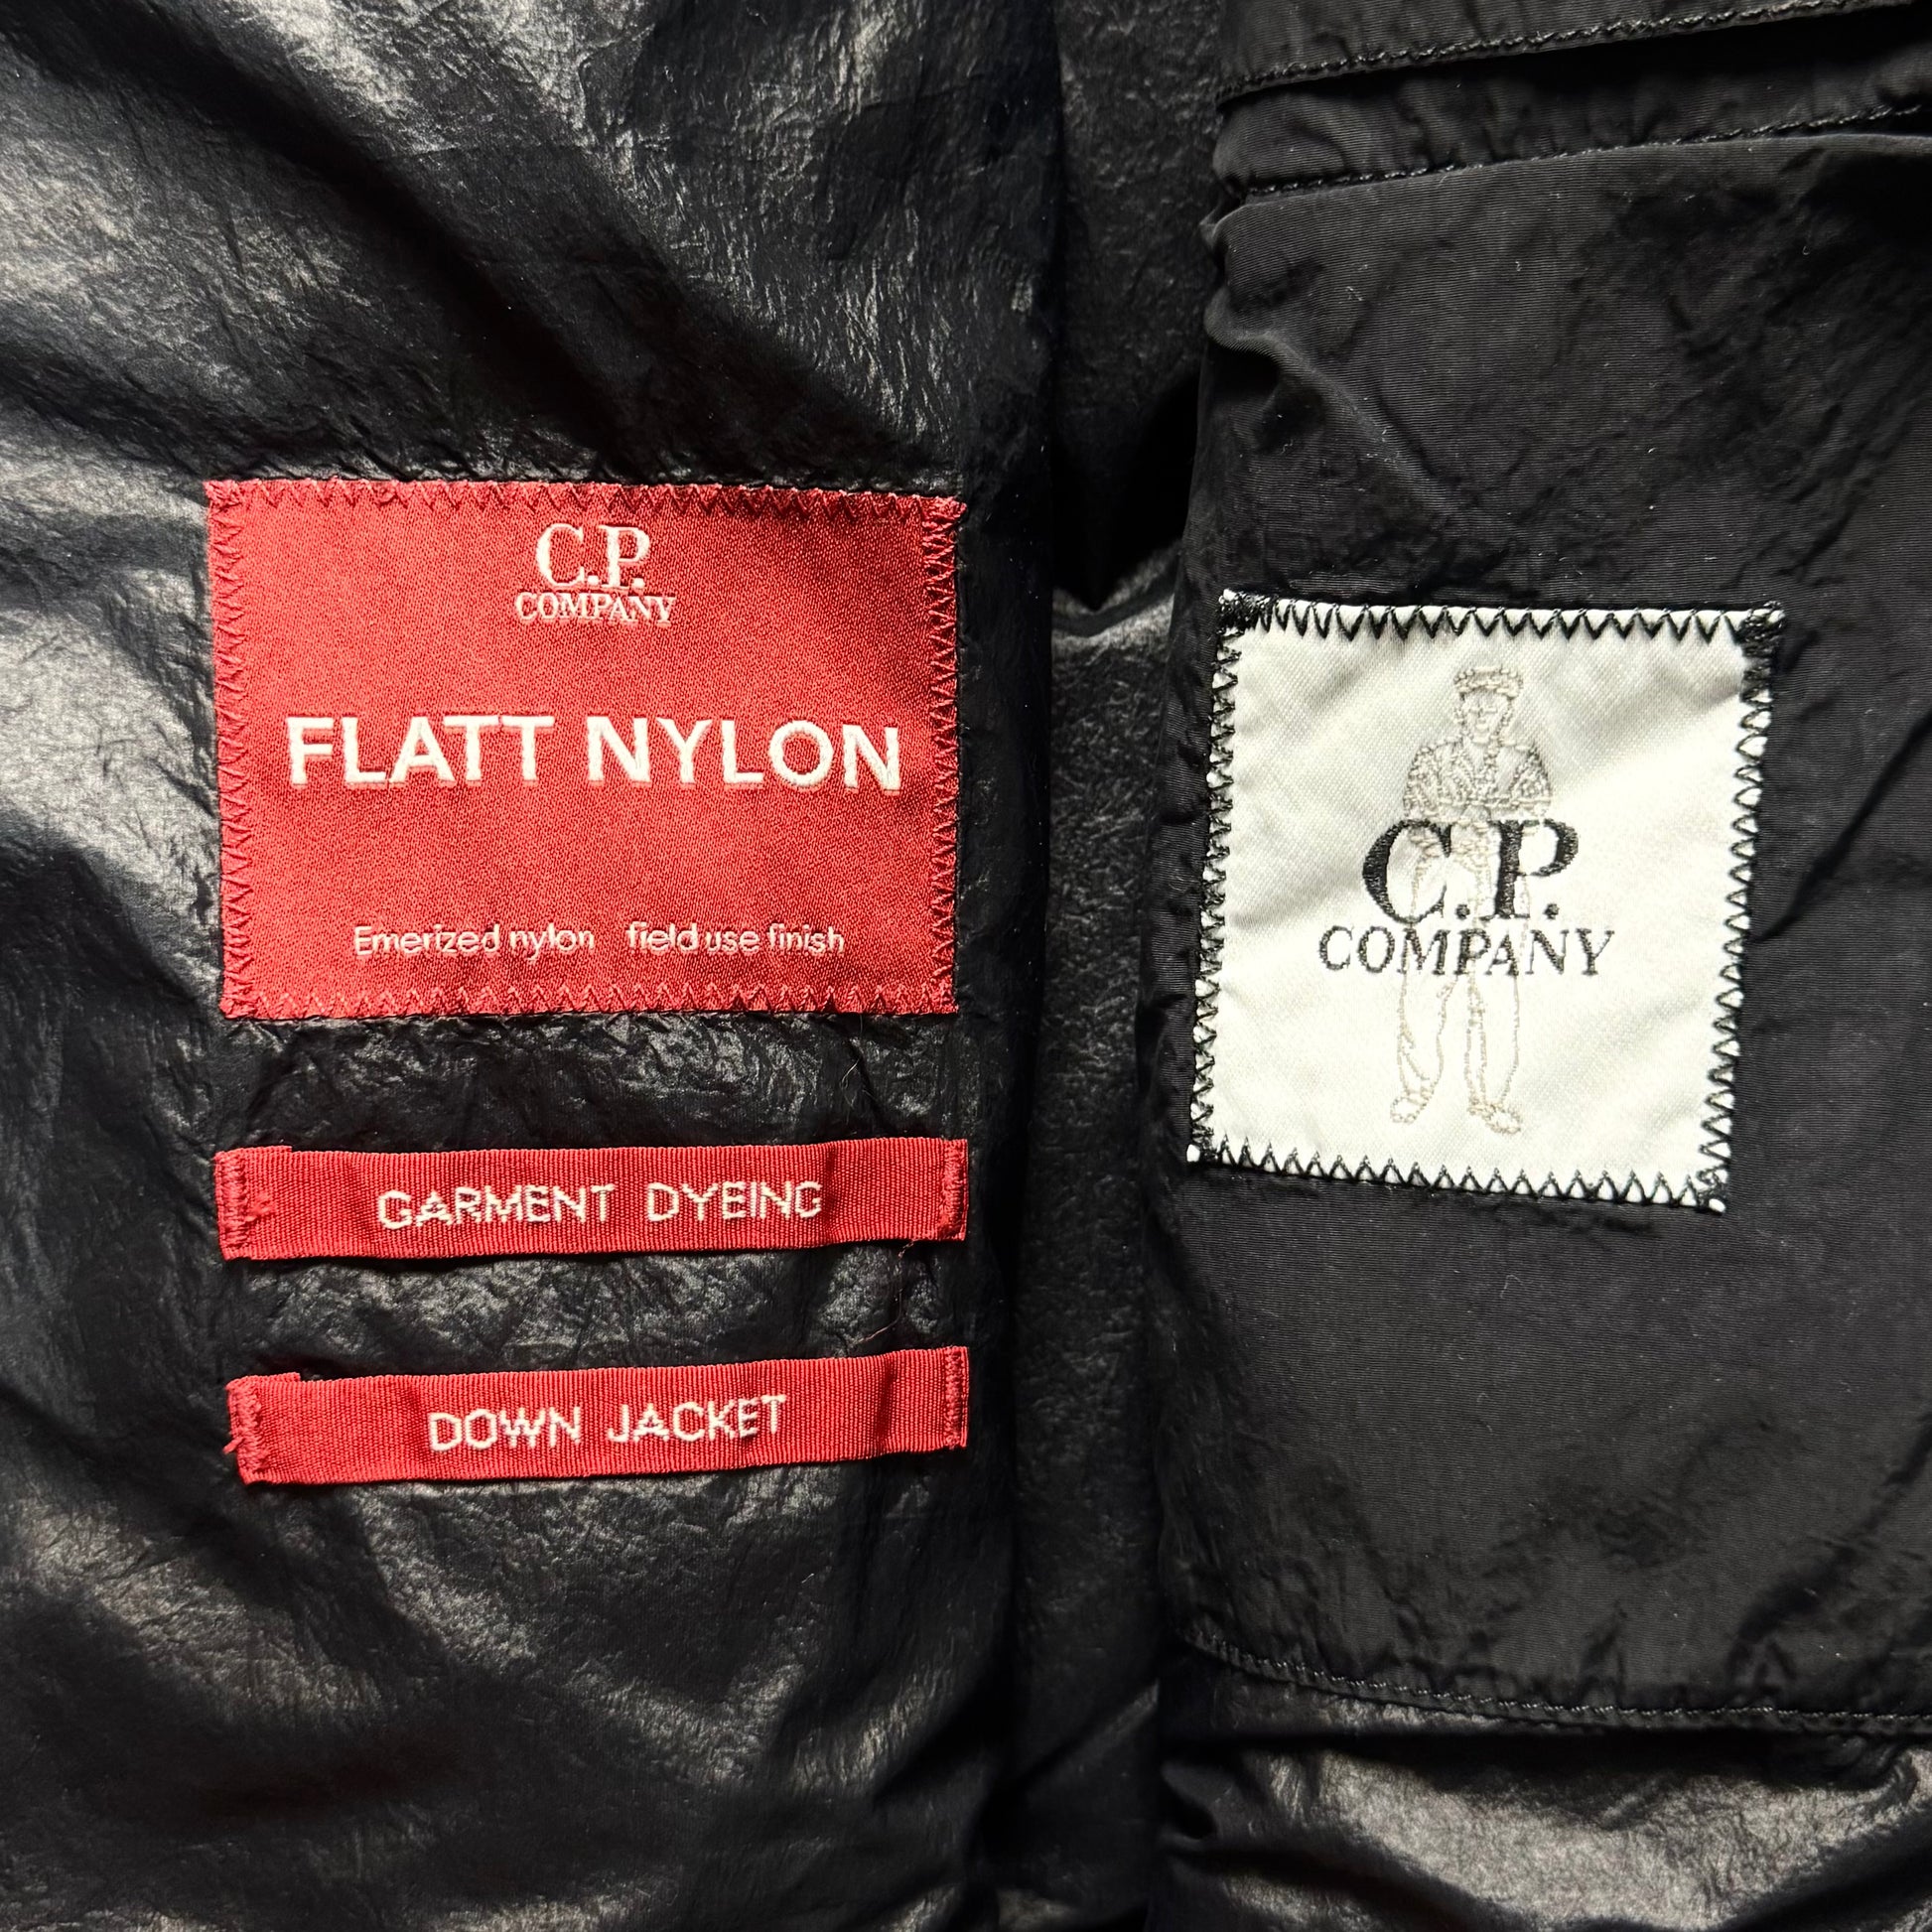 C.P.
COMPANY
FLATT NYLON
Emerized nylon field use finish
GARMENT DYEING
DOWN JACKET
C.P.
COMPANY